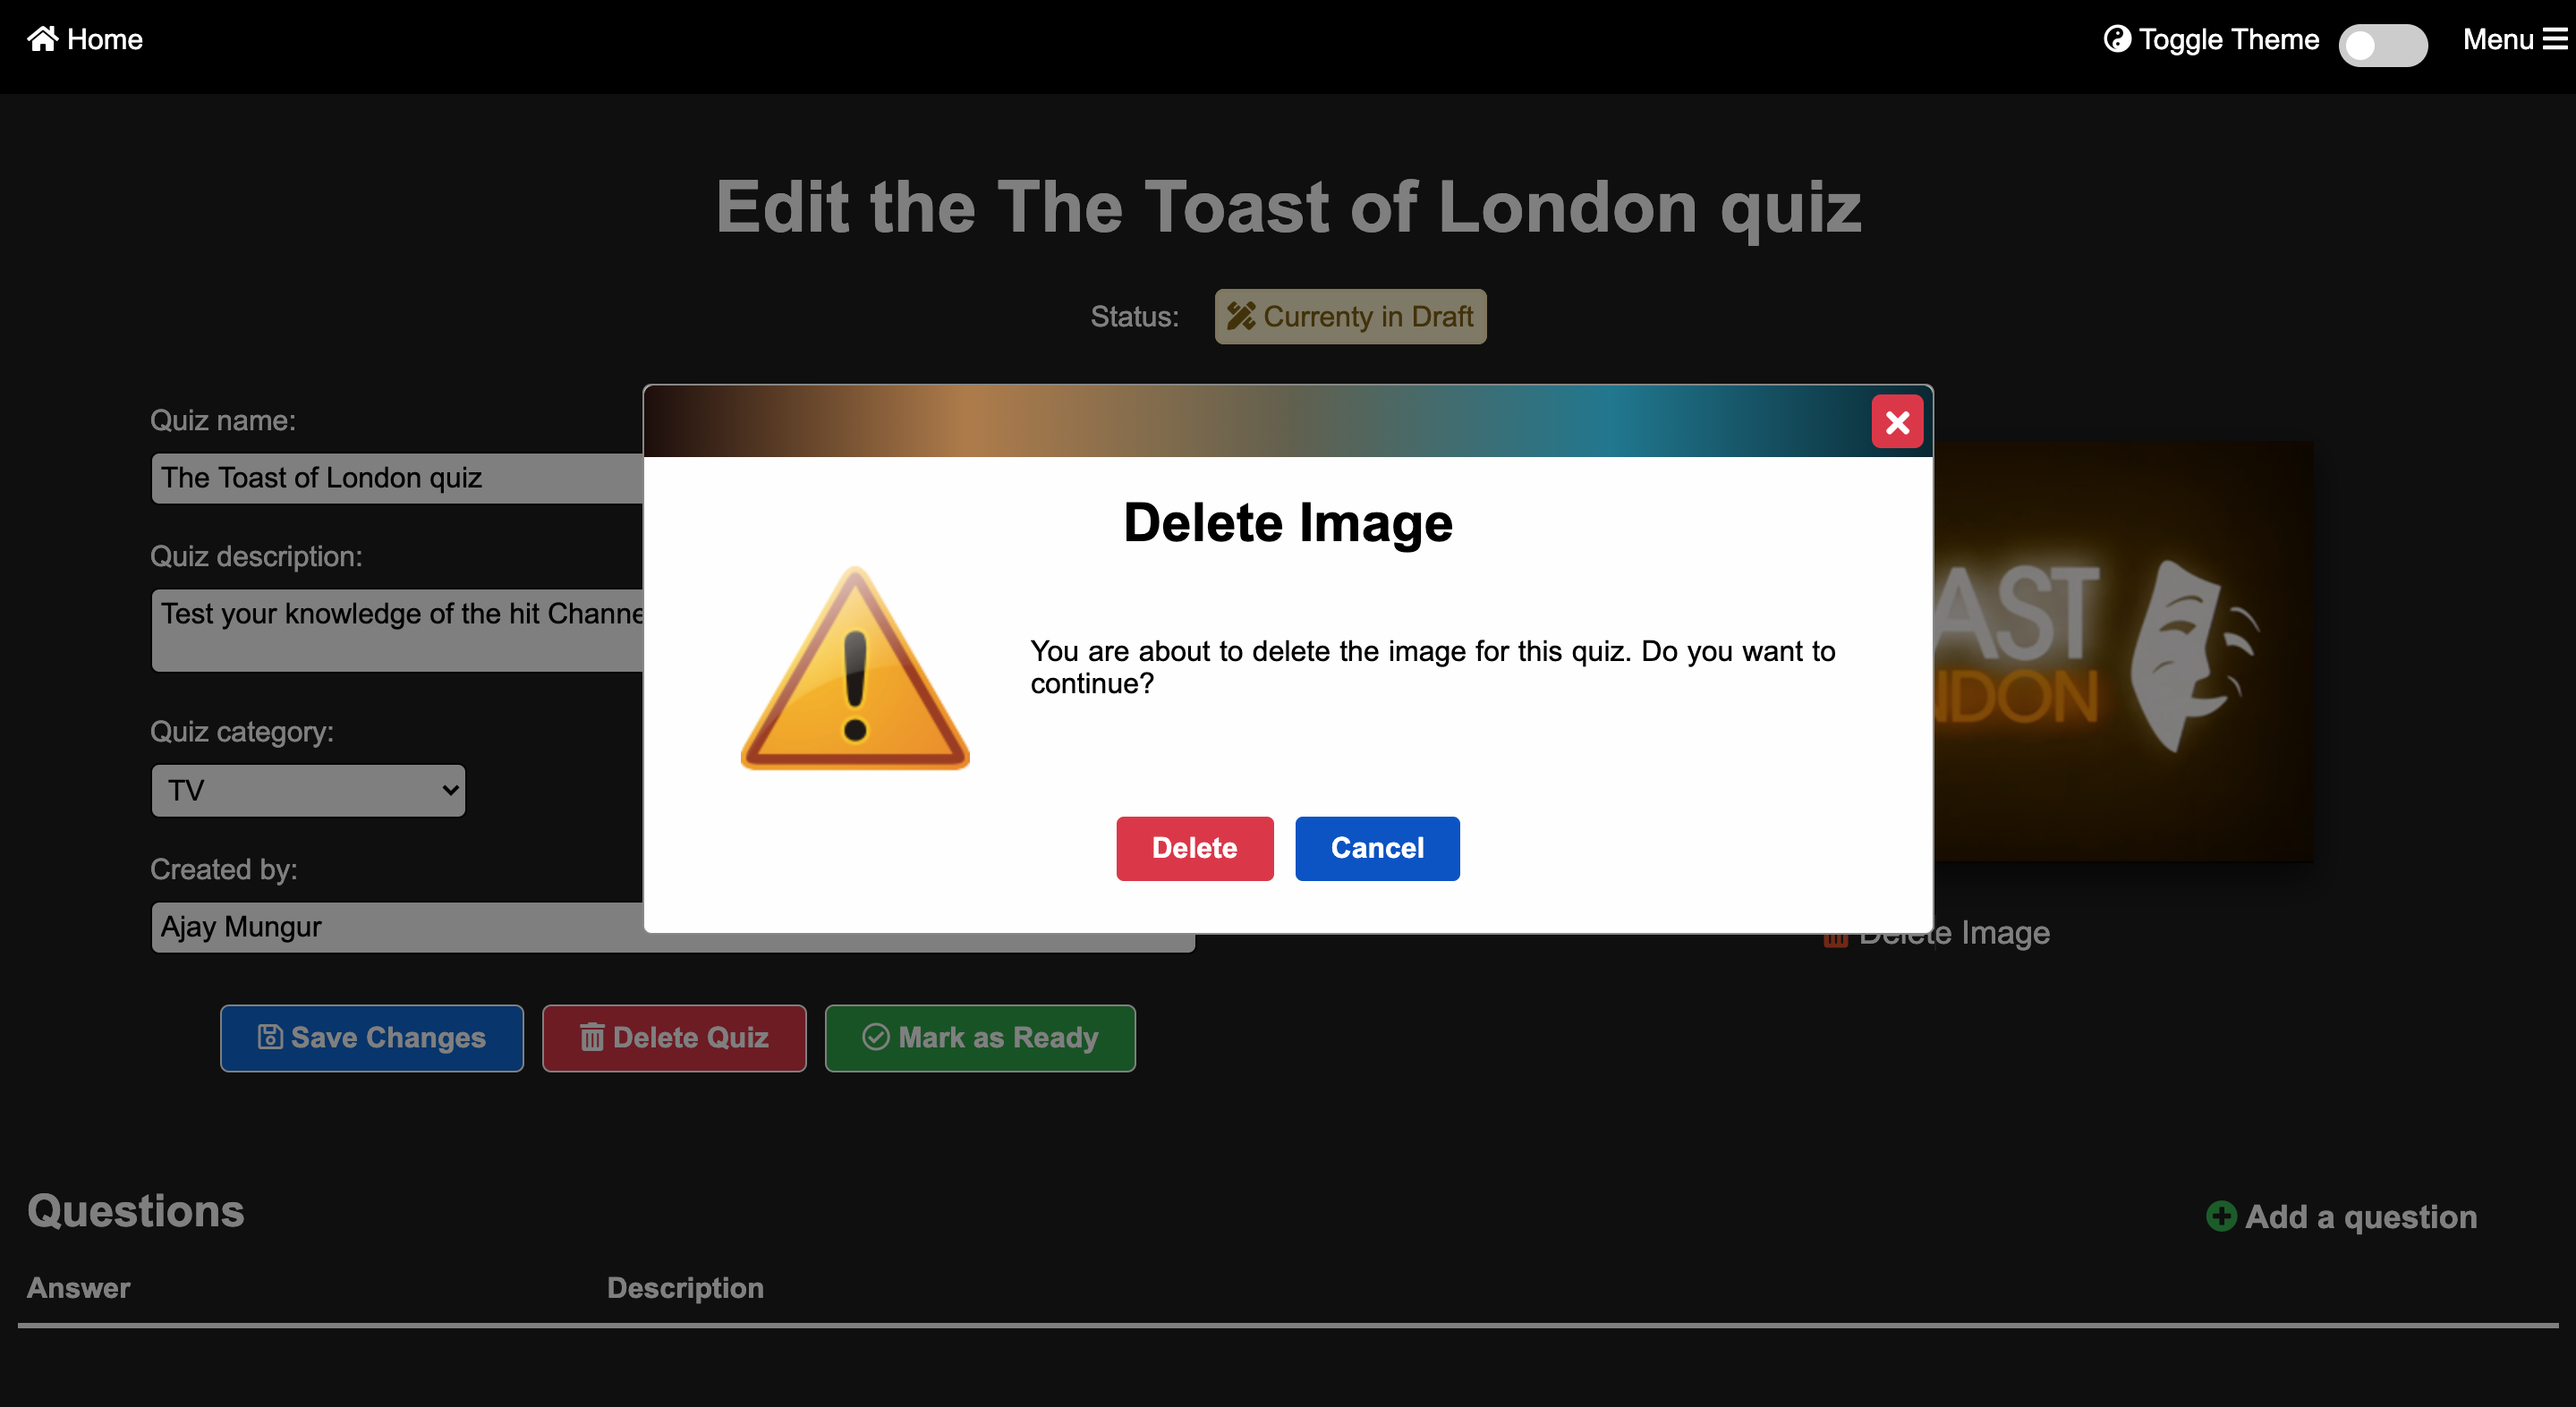 Home
Toggle Theme
Menu
Edit the The Toast of London quiz
Status:
Currenty in Draft
Quiz name:
The Toast of London quiz
Quiz description:
Test your knowledge of the hit
Quiz category:
TV
Created by:
Ajay Mungur
Delete Image
You are about to delete the image for this quiz. Do you want to
continue?
Delete
Cancel
AST
NDON
Delete Image
Save Changes
Delete Quiz
Mark as Ready
Questions
Add a question
Answer
Description